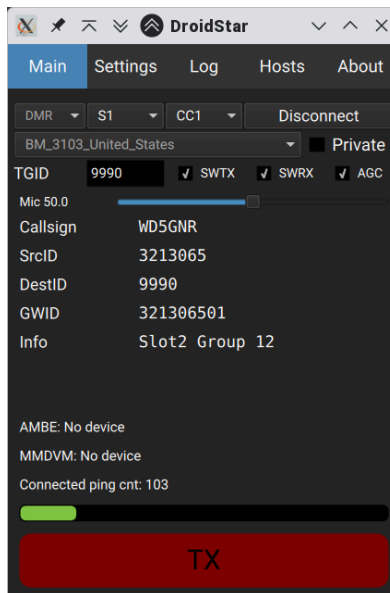 DroidStar
Main Settings Log Hosts About
DMR S1 CC1 Disconnect
BM_3103_United_States Private
TGID 9990 SWTX SWRX AGC
Mic 50.0
Callsign WD5GNR
SrcID 3213065
DestID 9990
GWID 321306501
Info Slot2 Group 12
AMBE: No device
MMDVM: No device
Connected ping cnt: 103
TX